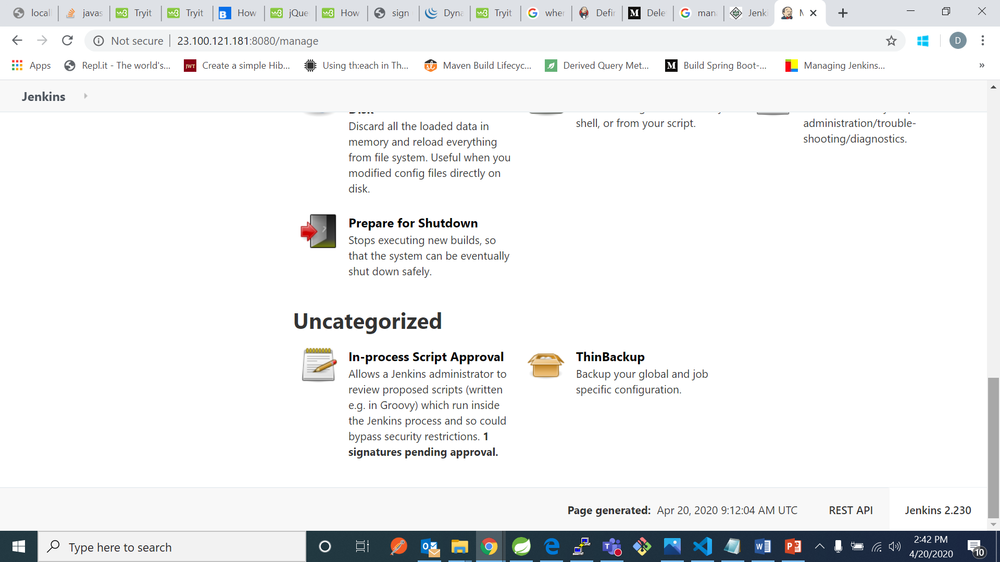 locall
javas
Tryit
Tryit
How
jQue
How
sign
Dyna
Tryit
when
Defin
Dele
mana
Jenki
M
Not secure
23.100.121.181:8080/manage
D
Apps
Repl.it - The world's...
JWT
Create a simple Hib...
Using th:each in Th...
Maven Build Lifecyc...
Derived Query Met...
Build Spring Boot-...
Managing Jenkins...
»
Jenkins
Disk
Discard all the loaded data in
memory and reload everything
from file system. Useful when you
modified config files directly on
disk.
shell, or from your script.
administration/trouble-
shooting/diagnostics.
Prepare for Shutdown
Stops executing new builds, so
that the system can be eventually
shut down safely.
Uncategorized
In-process Script Approval
Allows a Jenkins administrator to
review proposed scripts (written
e.g. in Groovy) which run inside
the Jenkins process and so could
bypass security restrictions. 1
signatures pending approval.
ThinBackup
Backup your global and job
specific configuration.
Page generated: Apr 20, 2020 9:12:04 AM UTC
REST API
Jenkins 2.230
Type here to search
2:42 PM
4/20/2020
10